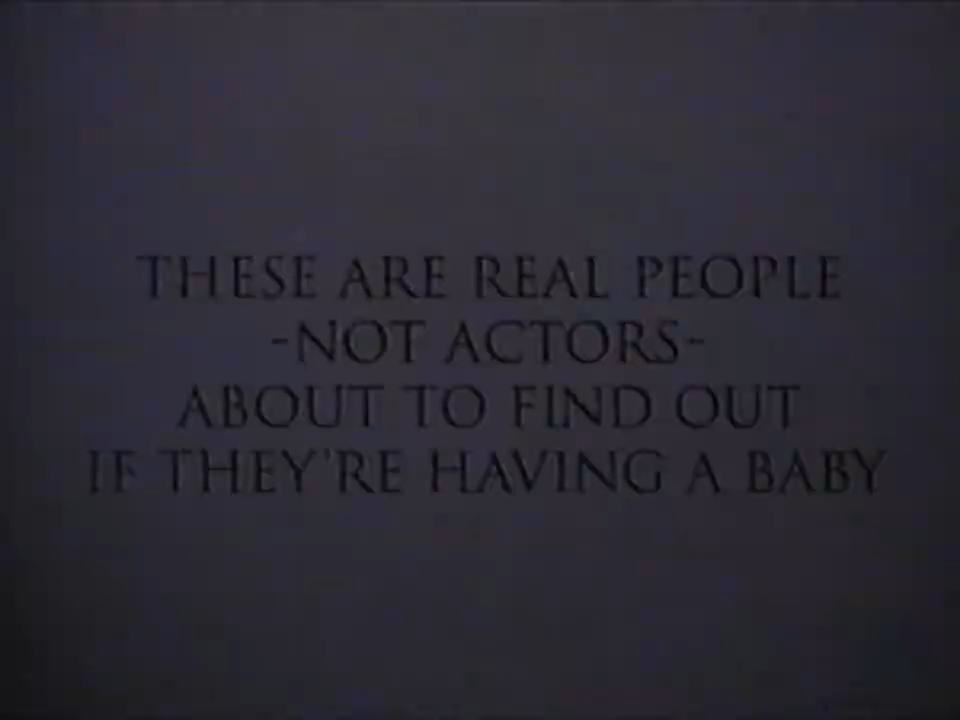 THESE ARE REAL PEOPLE
-NOT ACTORS-
ABOUT TO FIND OUT
IF THEY'RE HAVING A BABY